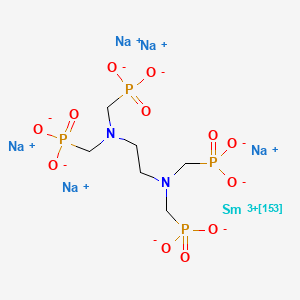 Na + Na +
O - O -
P
O - O O
P N
O - O -
Na + Na +
O O -
P
N O -
Na +
Sm 3+[153]
P O -
- O O